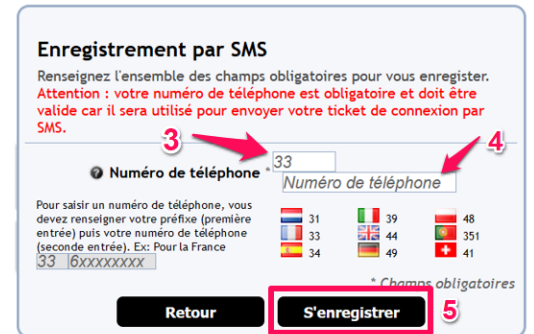 Enregistrement par SMS
Renseignez l'ensemble des champs obligatoires pour vous enregister.
Attention : votre numéro de téléphone est obligatoire et doit être
valide car il sera utilisé pour envoyer votre ticket de connexion par
SMS.
3
4
33
? Numéro de téléphone *
Numéro de téléphone
Pour saisir un numéro de téléphone, vous
devez renseigner votre préfixe (première
entrée) puis votre numéro de téléphone
(seconde entrée). Ex: Pour la France
33 6xxxxxxxx
31 39 48
33 44 351
34 49 41
* Champs obligatoires
Retour
S'enregistrer
5